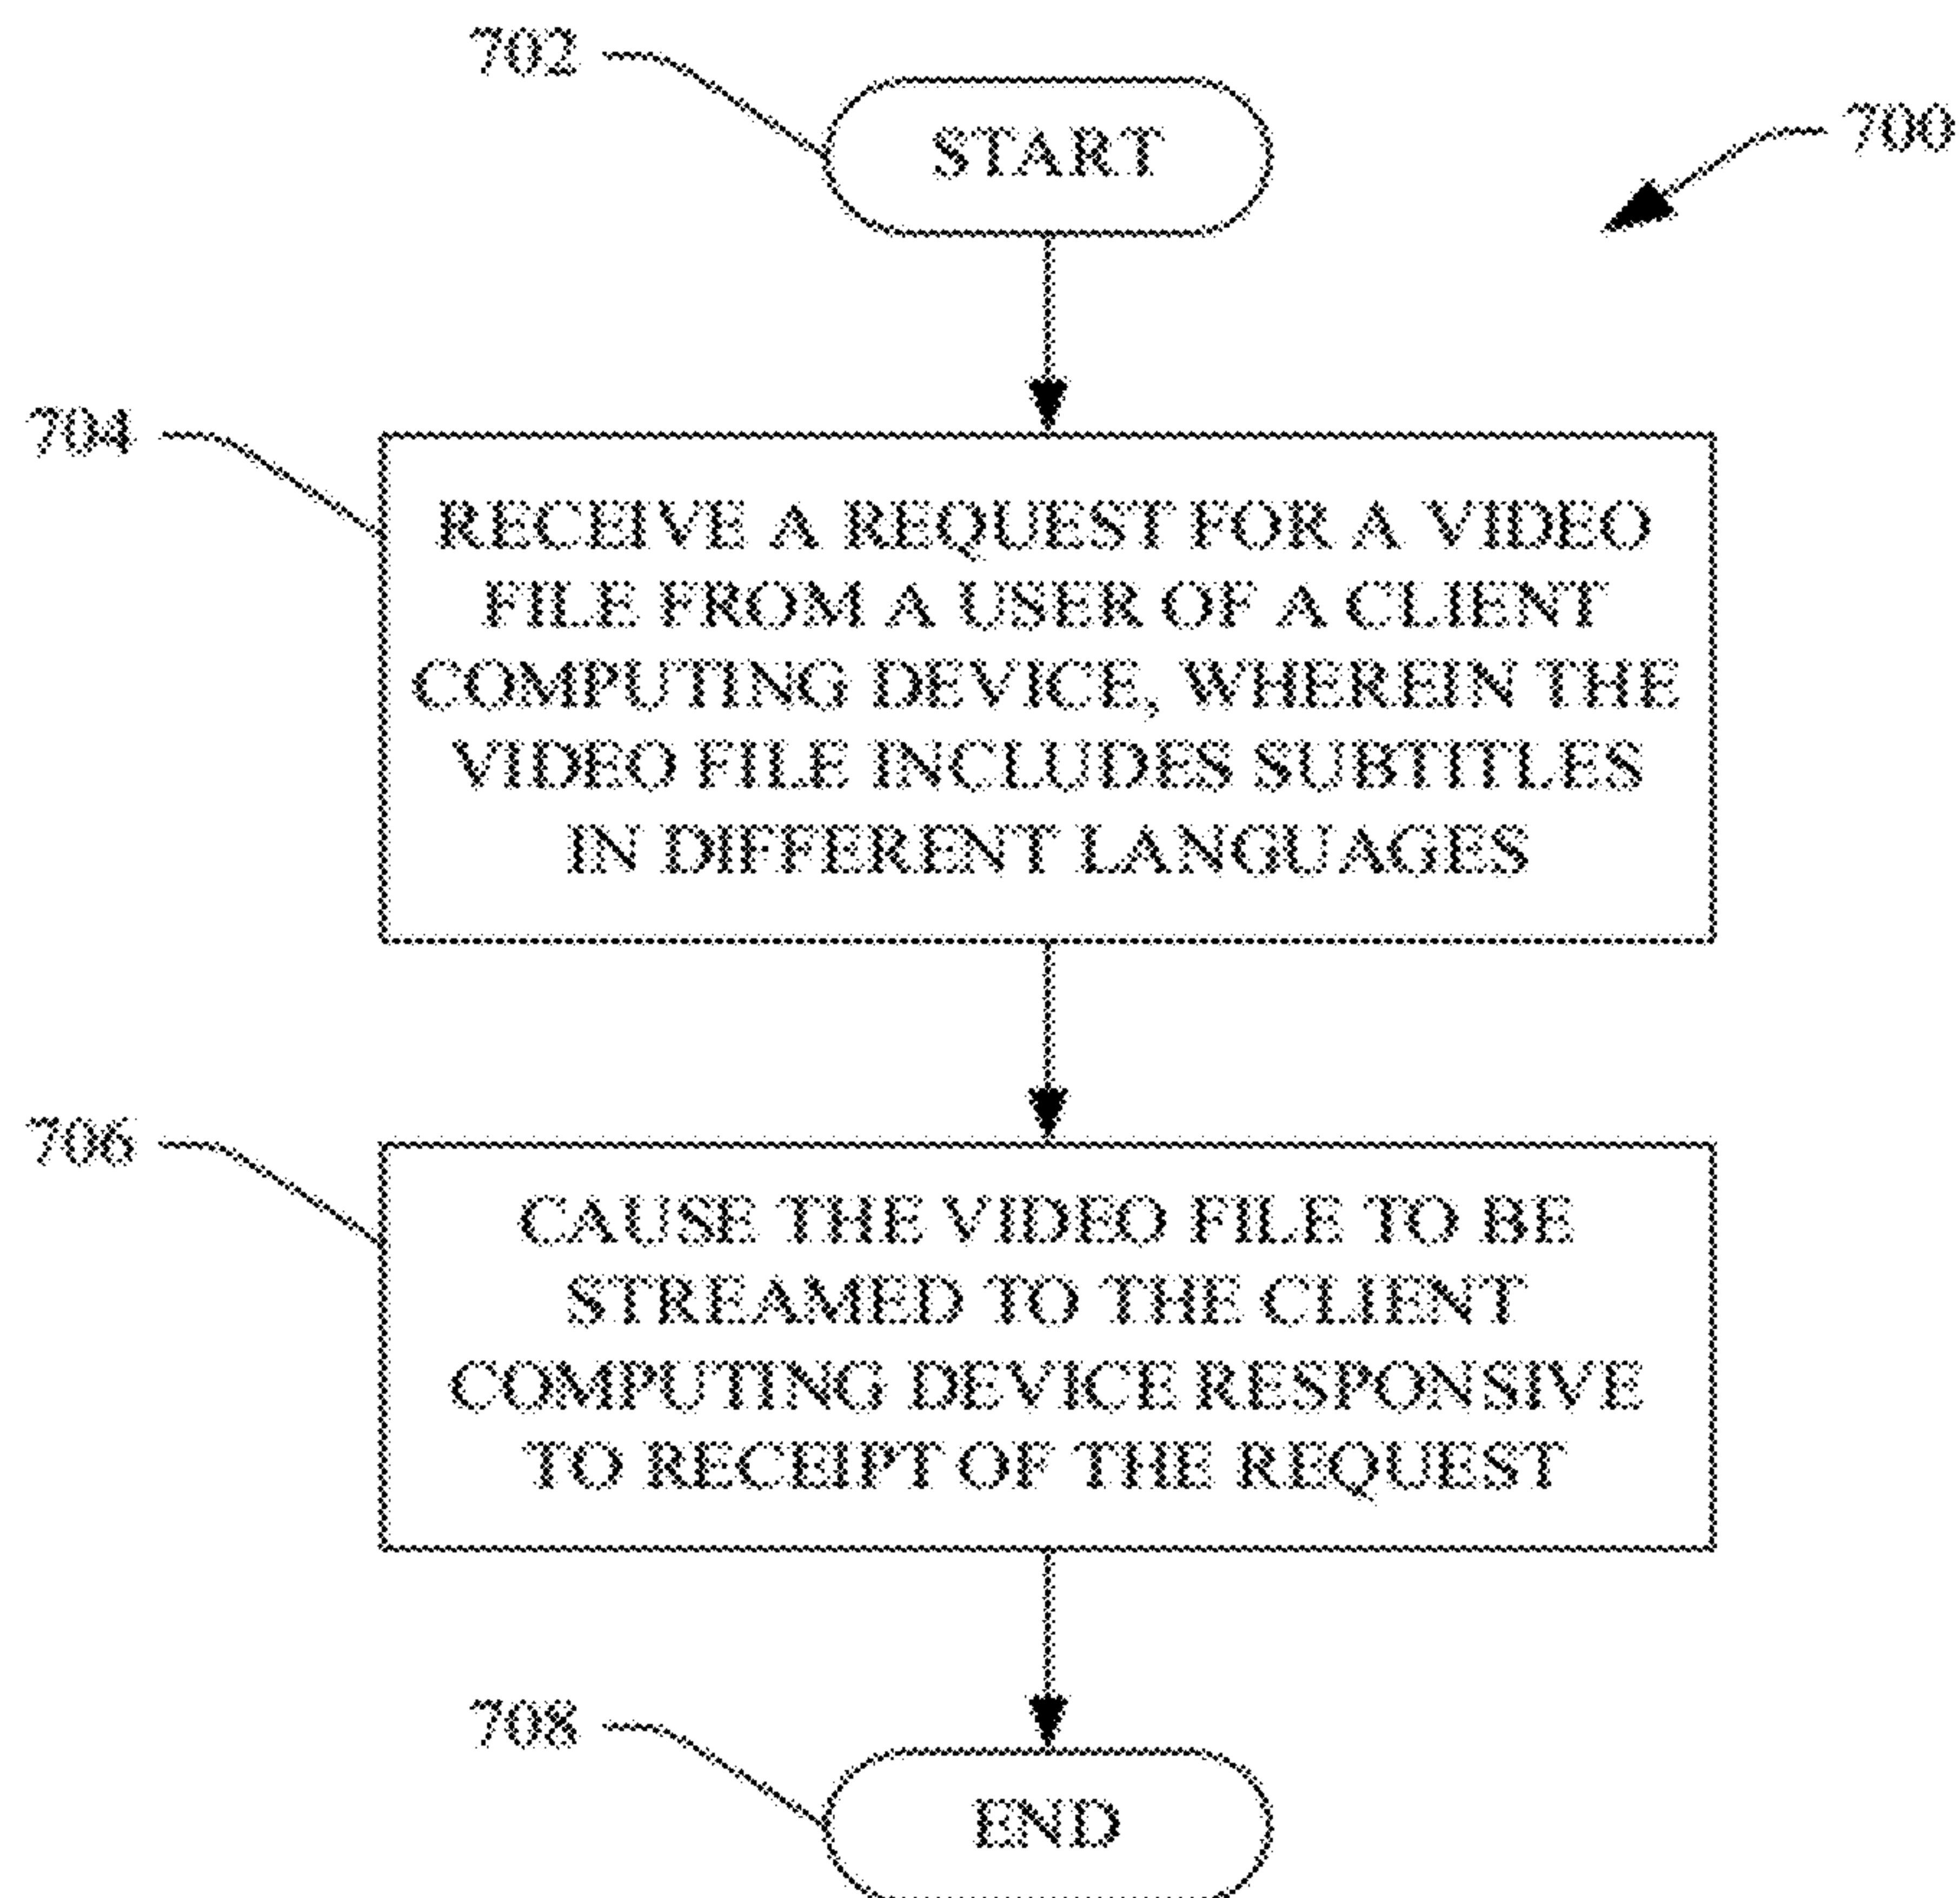 702
START
700
704
RECEIVE A REQUEST FOR A VIDEO
FILE FROM A USER OF A CLIENT
COMPUTING DEVICE, WHEREIN THE
VIDEO FILE INCLUDES SUBTITLES
IN DIFFERENT LANGUAGES
706
CAUSE THE VIDEO FILE TO BE
STREAMED TO THE CLIENT
COMPUTING DEVICE RESPONSIVE
TO RECEIPT OF THE REQUEST
708
END